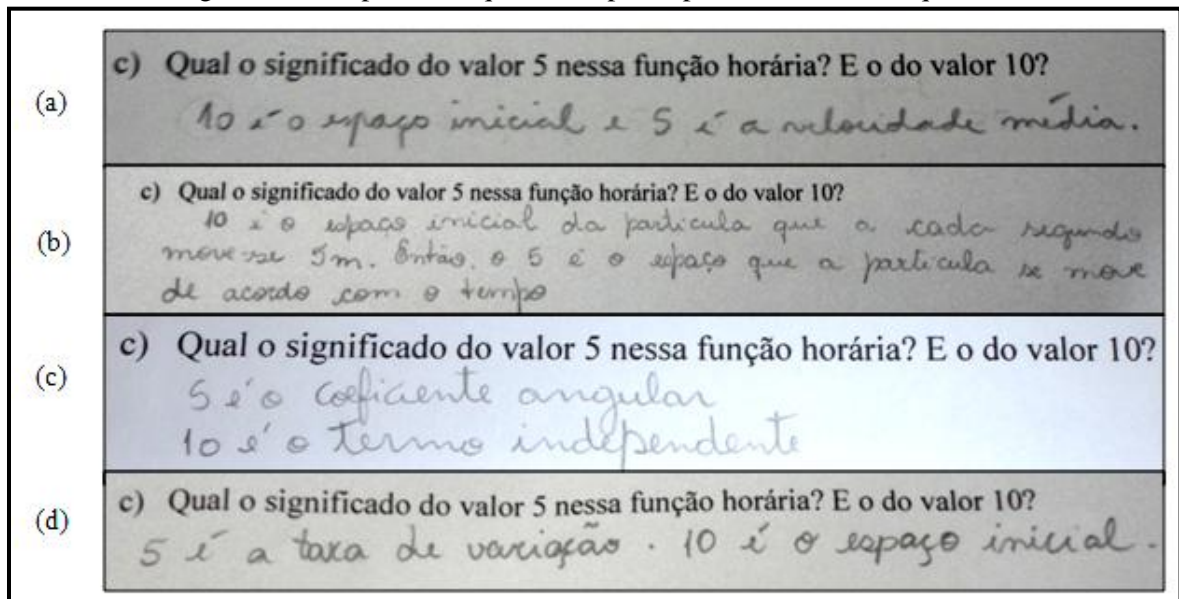 (a)
c) Qual o significado do valor 5 nessa função horária? E o do valor 10?
10 é o espaço inicial e 5 é a velocidade média.
(b)
c) Qual o significado do valor 5 nessa função horária? E o do valor 10?
10 é o espaço inicial da particula que a cada segundo
move-se 5m. Então, o 5 é o espaço que a particula se move
de acordo com o tempo
(c)
c) Qual o significado do valor 5 nessa função horária? E o do valor 10?
5 é o coeficiente angular
10 é o termo independente
(d)
c) Qual o significado do valor 5 nessa função horária? E o do valor 10?
5 é a taxa de variação. 10 é o espaço inicial.